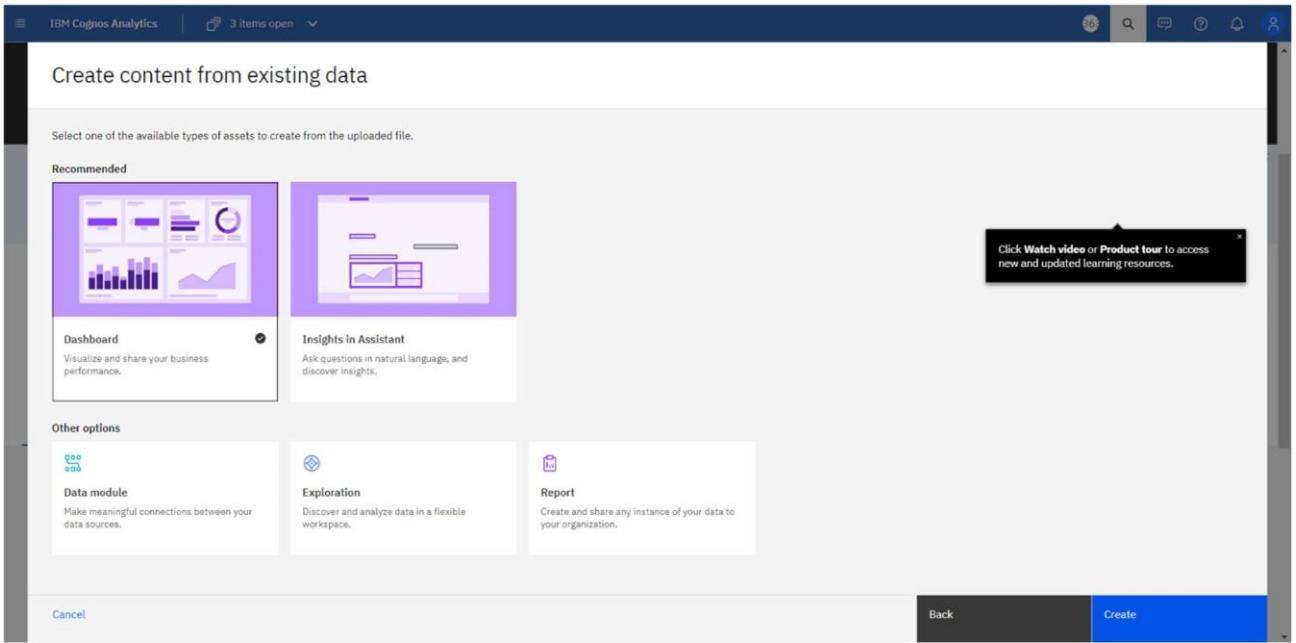 IBM Cognos Analytics
3 items open
Create content from existing data
Select one of the available types of assets to create from the uploaded file.
Recommended
Click Watch video or Product tour to access
new and updated learning resources.
Dashboard
Visualize and share your business
performance.
Insights in Assistant
Ask questions in natural language, and
discover insights.
Other options
Data module
Make meaningful connections between your
data sources.
Exploration
Discover and analyze data in a flexible
workspace.
Report
Create and share any instance of your data to
your organization.
Cancel
Back
Create